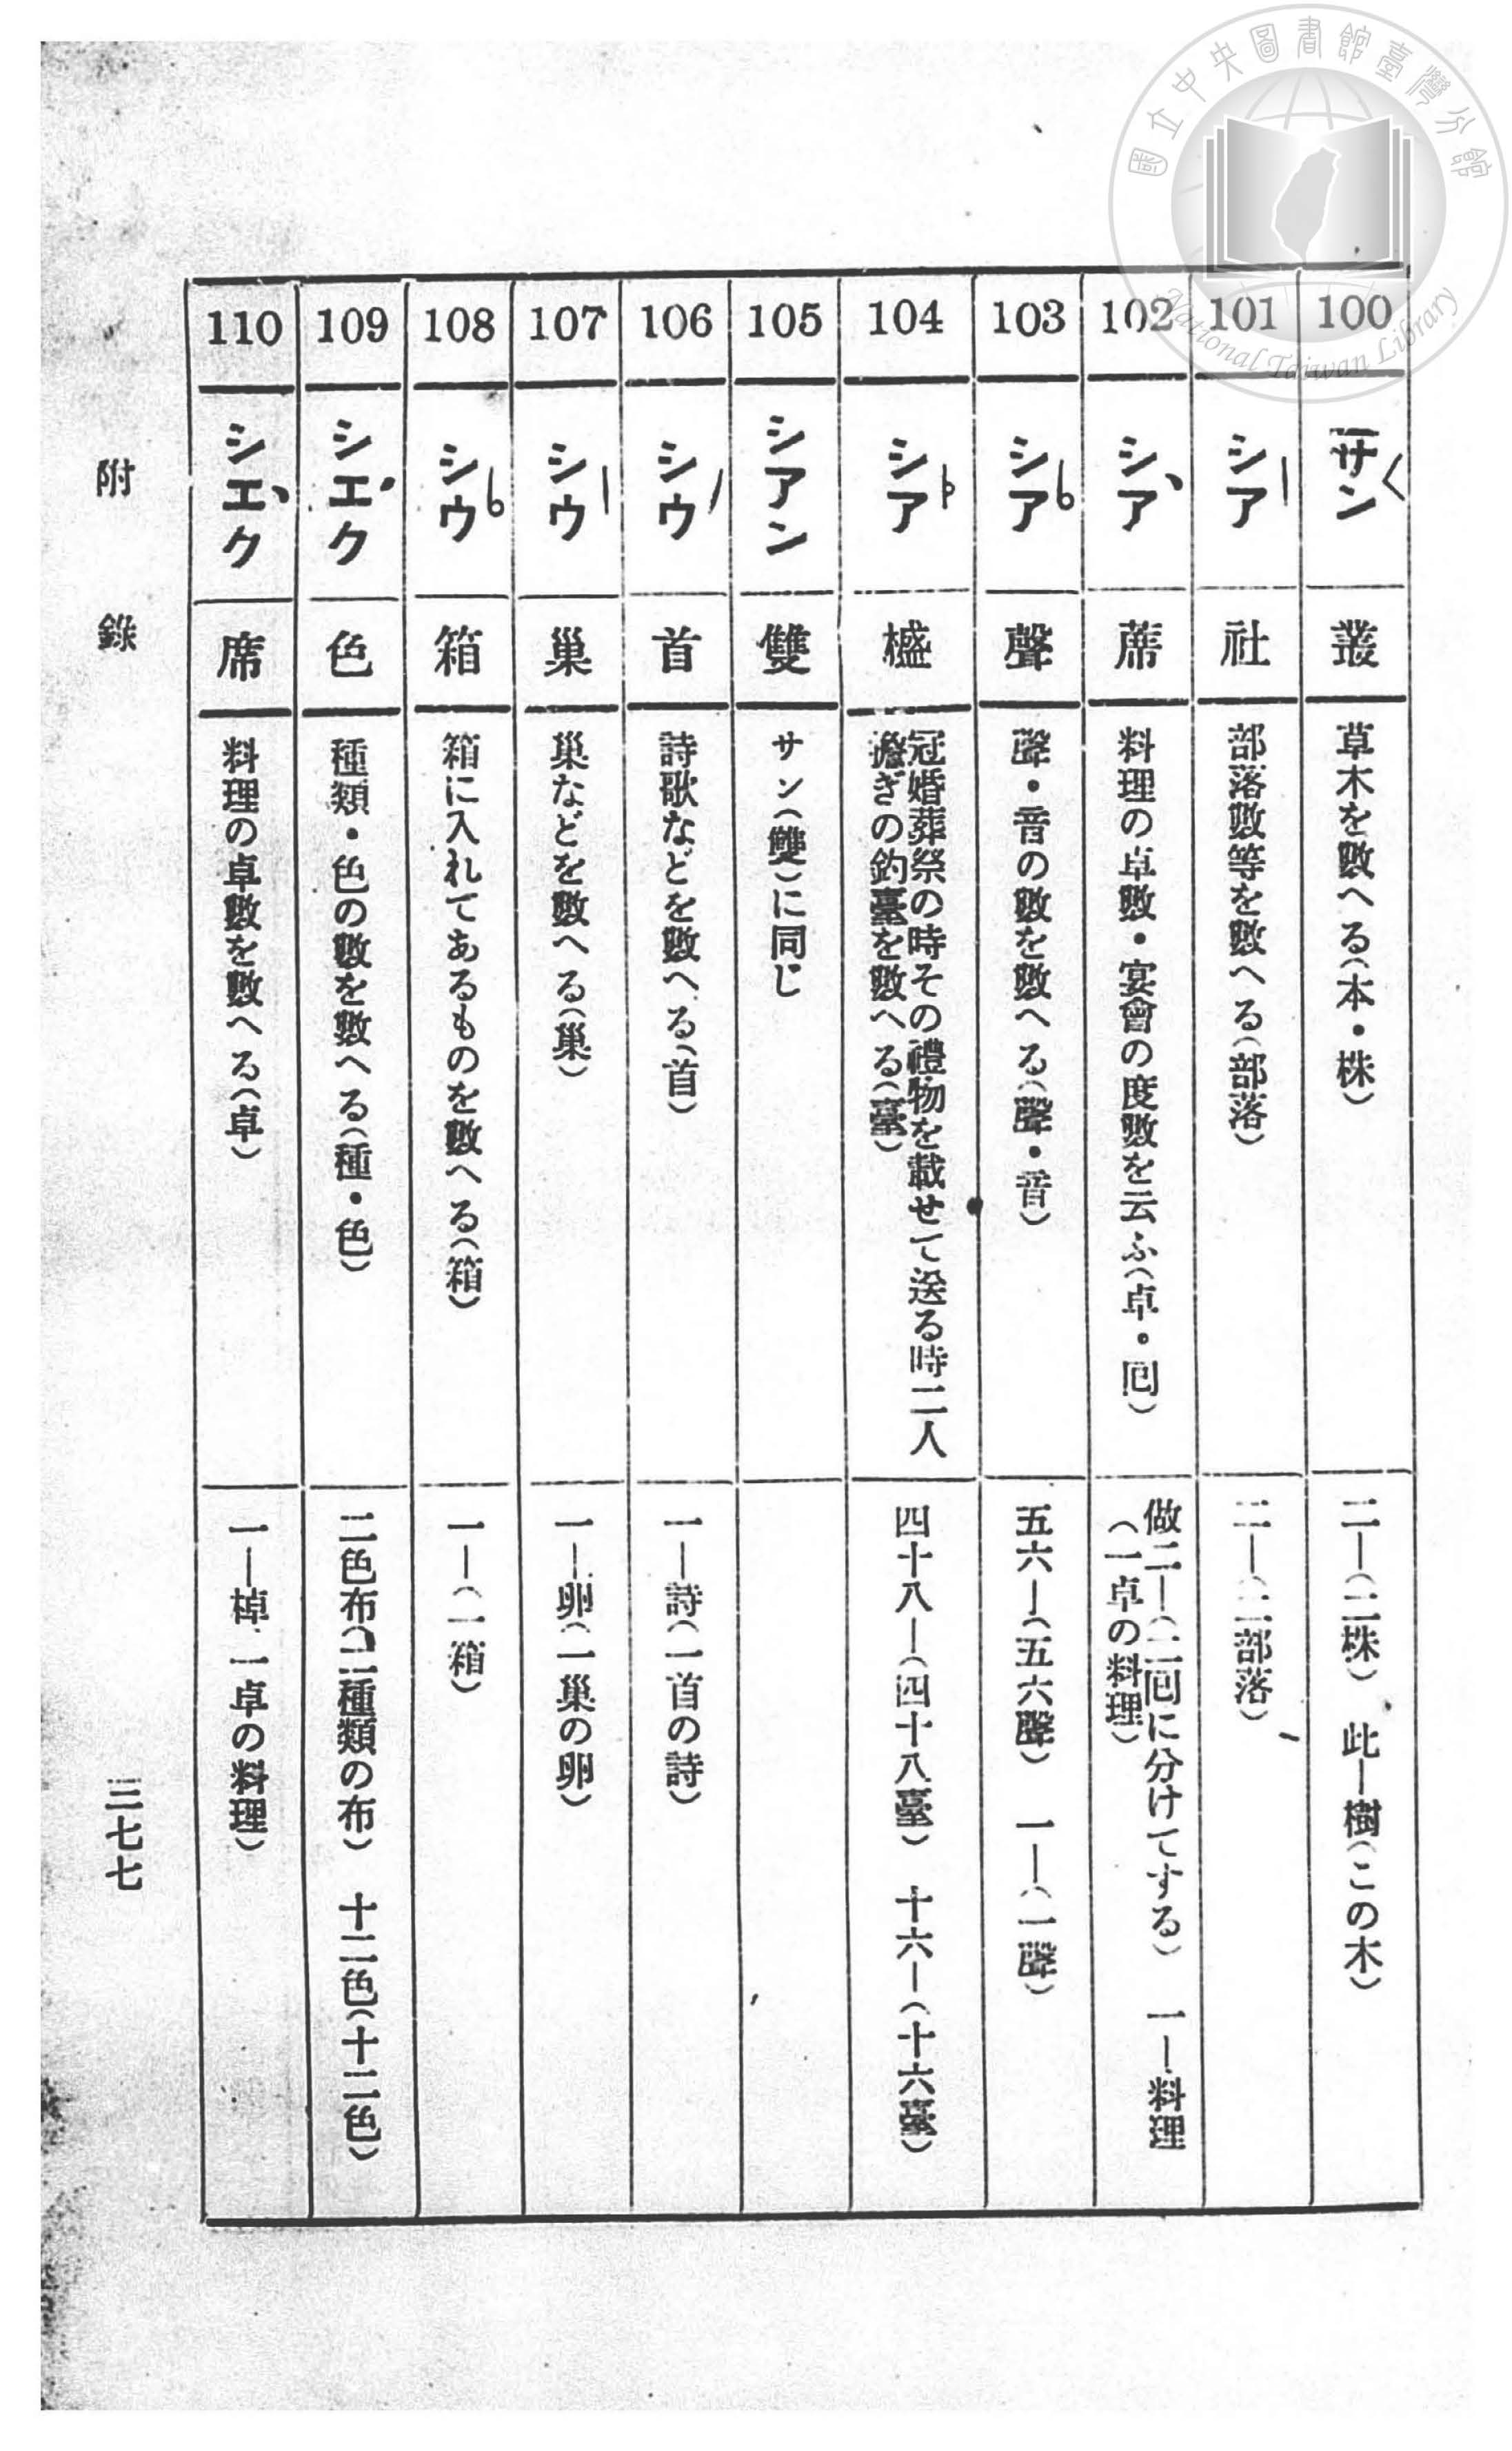 國立中央圖書館臺灣分館
National Taiwan Library
100
サン
叢
草木を數へる(本・株)
二―(二株) 此―樹(この木)
101
シア
社
部落數等を數へる(部落)
二―(二部落)
102
シア
蓆
料理の卓數・宴會の度數を云ふ(卓・囘)
做二―(二囘に分けてする) 一―料理
(一卓の料理)
103
シア
聲
聲・音の數を數へる(聲・音)
五六―(五六聲) 一―(一聲)
104
シア
㮷
冠婚葬祭の時その禮物を載せて送る時二人
擔ぎの釣臺を數へる(臺)
四十八―(四十八臺) 十六―(十六臺)
105
シアン
雙
サン(雙)に同じ
106
シウ
首
詩歌などを數へる(首)
一―詩(一首の詩)
107
シウ
巢
巢などを數へる(巢)
一―卵(一巢の卵)
108
シウ
箱
箱に入れてあるものを數へる(箱)
一―(一箱)
109
シエク
色
種類・色の數を數へる(種・色)
二色布(二種類の布) 十二色(十二色)
110
シエク
席
料理の卓數を數へる(卓)
一―棹(一卓の料理)
附錄
三七七